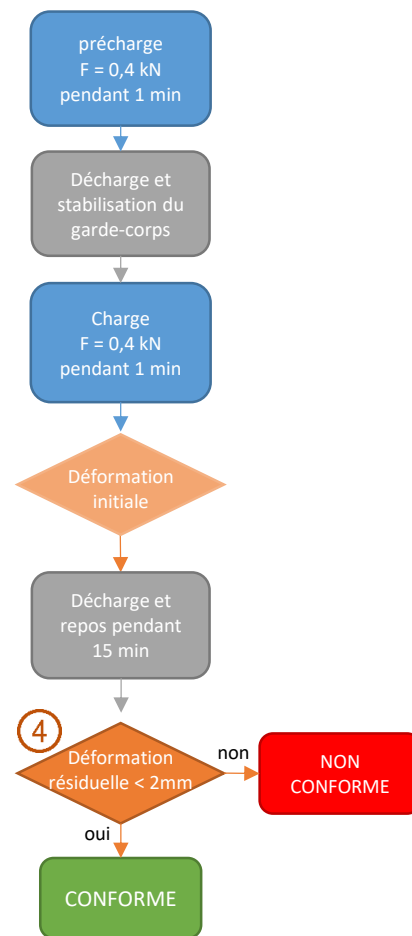 précharge
F = 0,4 kN
pendant 1 min
Décharge et
stabilisation du
garde-corps
Charge
F = 0,4 kN
pendant 1 min
Déformation
initiale
Décharge et
repos pendant
15 min
4
Déformation
résiduelle < 2mm
non
NON
CONFORME
oui
CONFORME